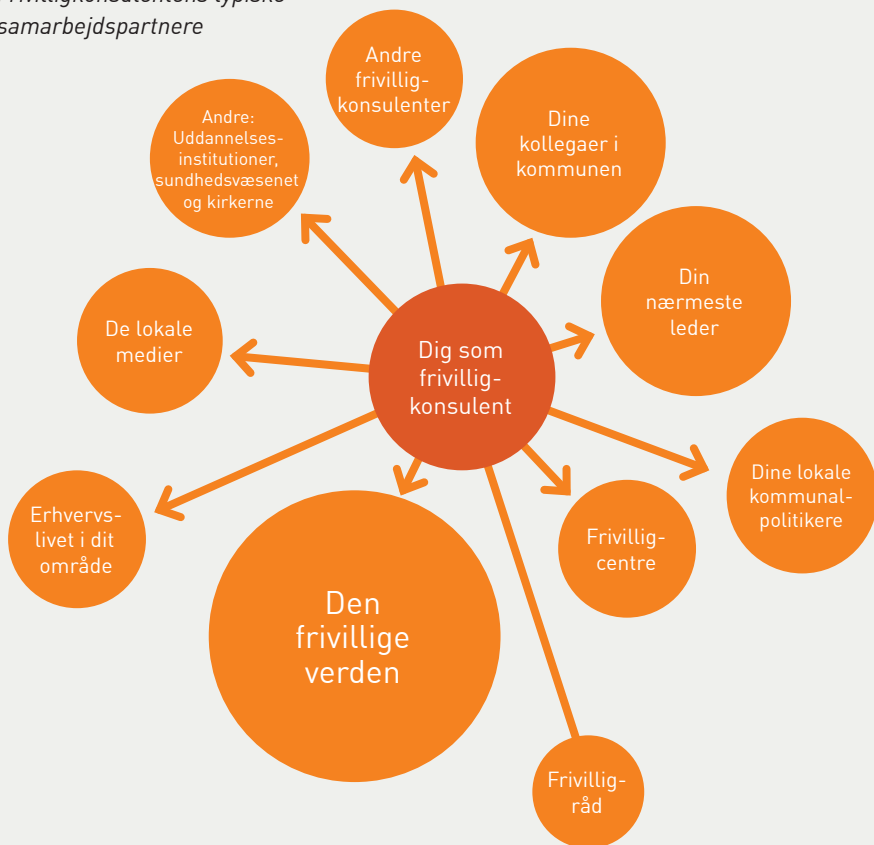 Frivilligkonsulentens typiske
samarbejdspartnere
Andre
frivillig-
konsulenter
Andre:
Uddannelses-
institutioner,
sundhedsvæsenet
og kirkerne
Dine
kollegaer i
kommunen
Din
nærmeste
leder
De lokale
medier
Dig som
frivillig-
konsulent
Dine lokale
kommunal-
politikere
Erhvervs-
livet i dit
område
Frivillig-
centre
Den
frivillige
verden
Frivillig-
råd